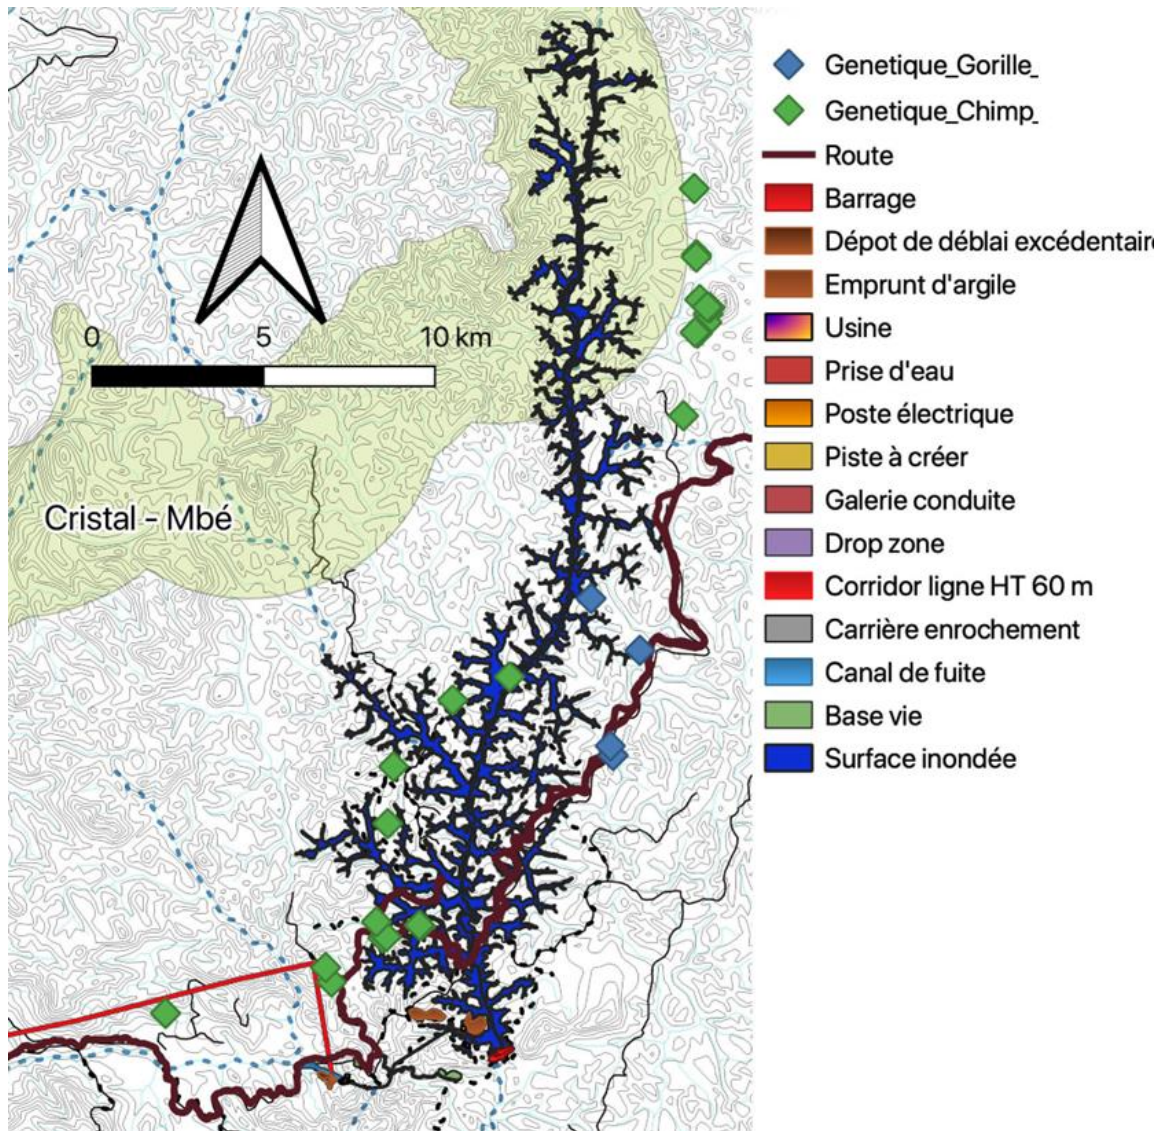 Genetique_Gorille_
Genetique_Chimp_
Route
Barrage
Dépot de déblai excédentaire
Emprunt d'argile
Usine
Prise d'eau
Poste électrique
Piste à créer
Galerie conduite
Drop zone
Corridor ligne HT 60 m
Carrière enrochement
Canal de fuite
Base vie
Surface inondée
0 5 10 km
Cristal - Mbé